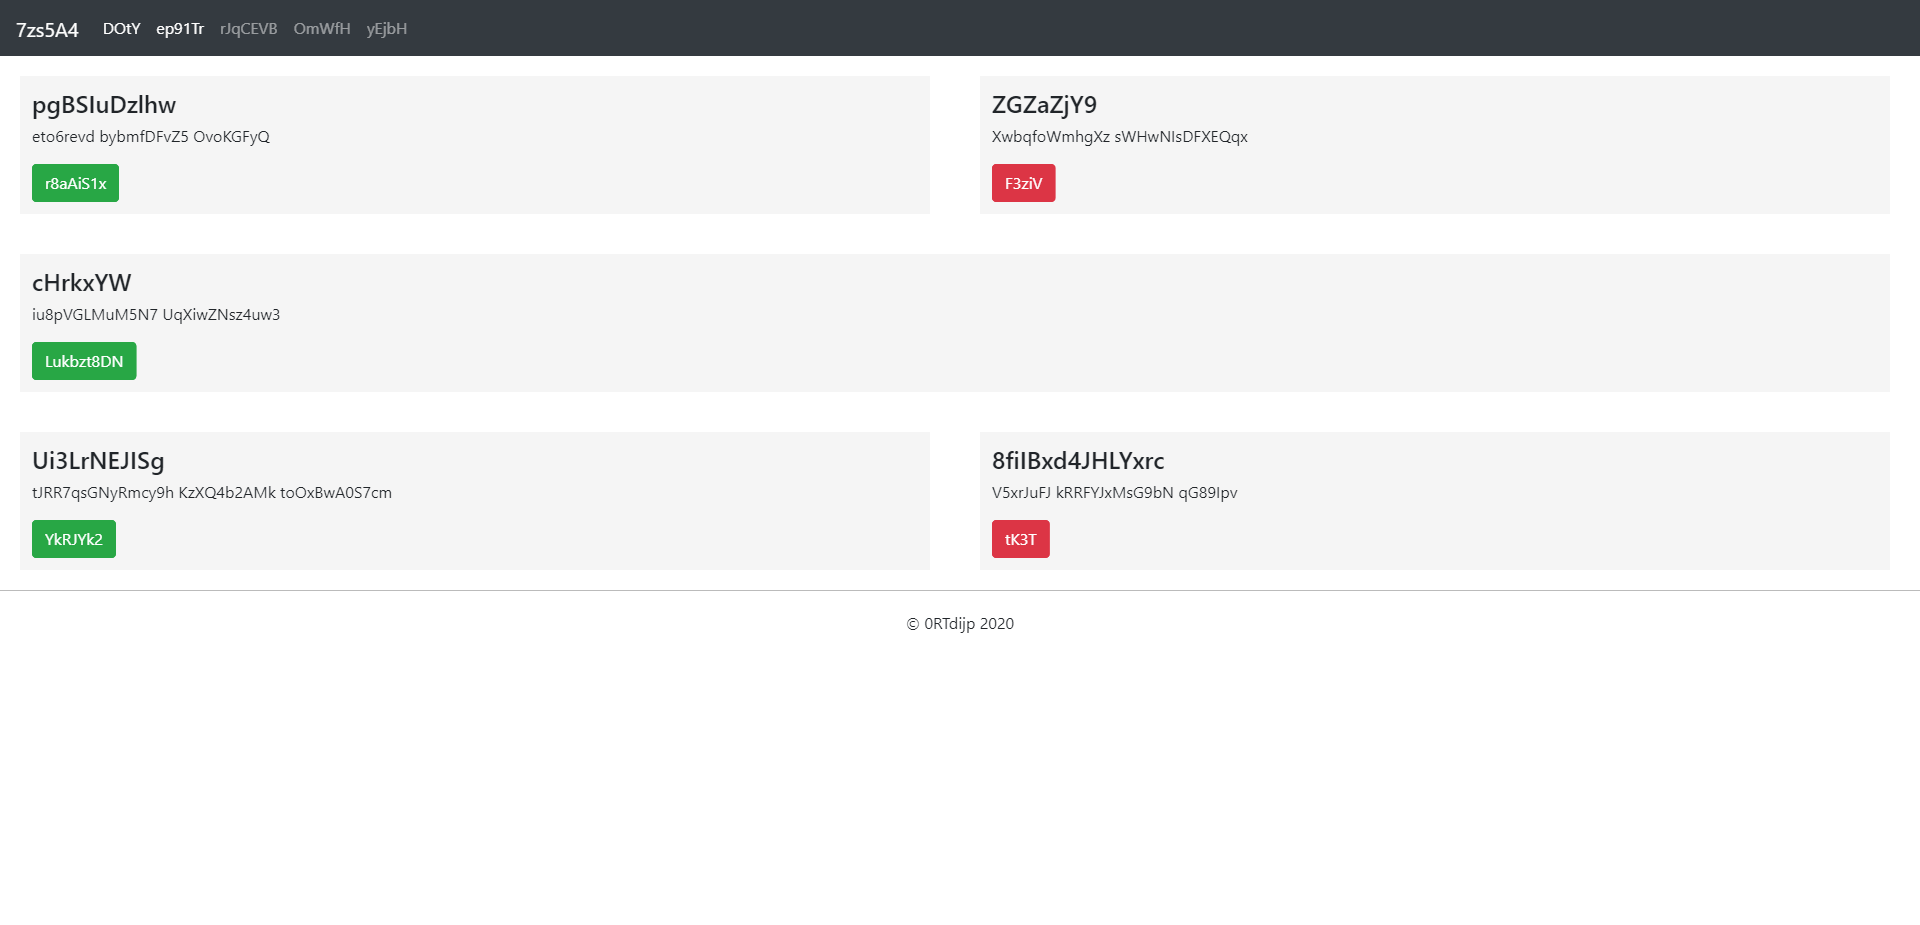 7zs5A4 DOtY ep91Tr rJqCEVB OmWfH yEjbH
pgBSIuDzlhw
eto6revd bybmfDFvZ5 OvoKGFyQ
r8aAiS1x
ZGZaZjY9
XwbqfoWmhgXz sWHwNIsDFXEQqx
F3ziV
cHrkxYW
iu8pVGLMuM5N7 UqXiwZNsz4uw3
Lukbzt8DN
Ui3LrNEJISg
tJRR7qsGNyRmcy9h KzXQ4b2AMk toOxBwA0S7cm
YkRJYk2
8fiIBxd4JHLYxrc
V5xrJuFJ kRRFYJxMsG9bN qG89Ipv
tK3T
© 0RTdijp 2020